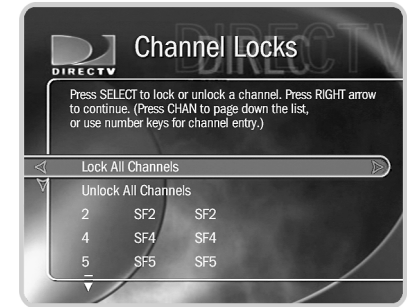 DIRECTV
Channel Locks
DIRECTV
Press SELECT to lock or unlock a channel. Press RIGHT arrow
to continue. (Press CHAN to page down the list,
or use number keys for channel entry.)
Lock All Channels
Unlock All Channels
2 SF2 SF2
4 SF4 SF4
5 SF5 SF5